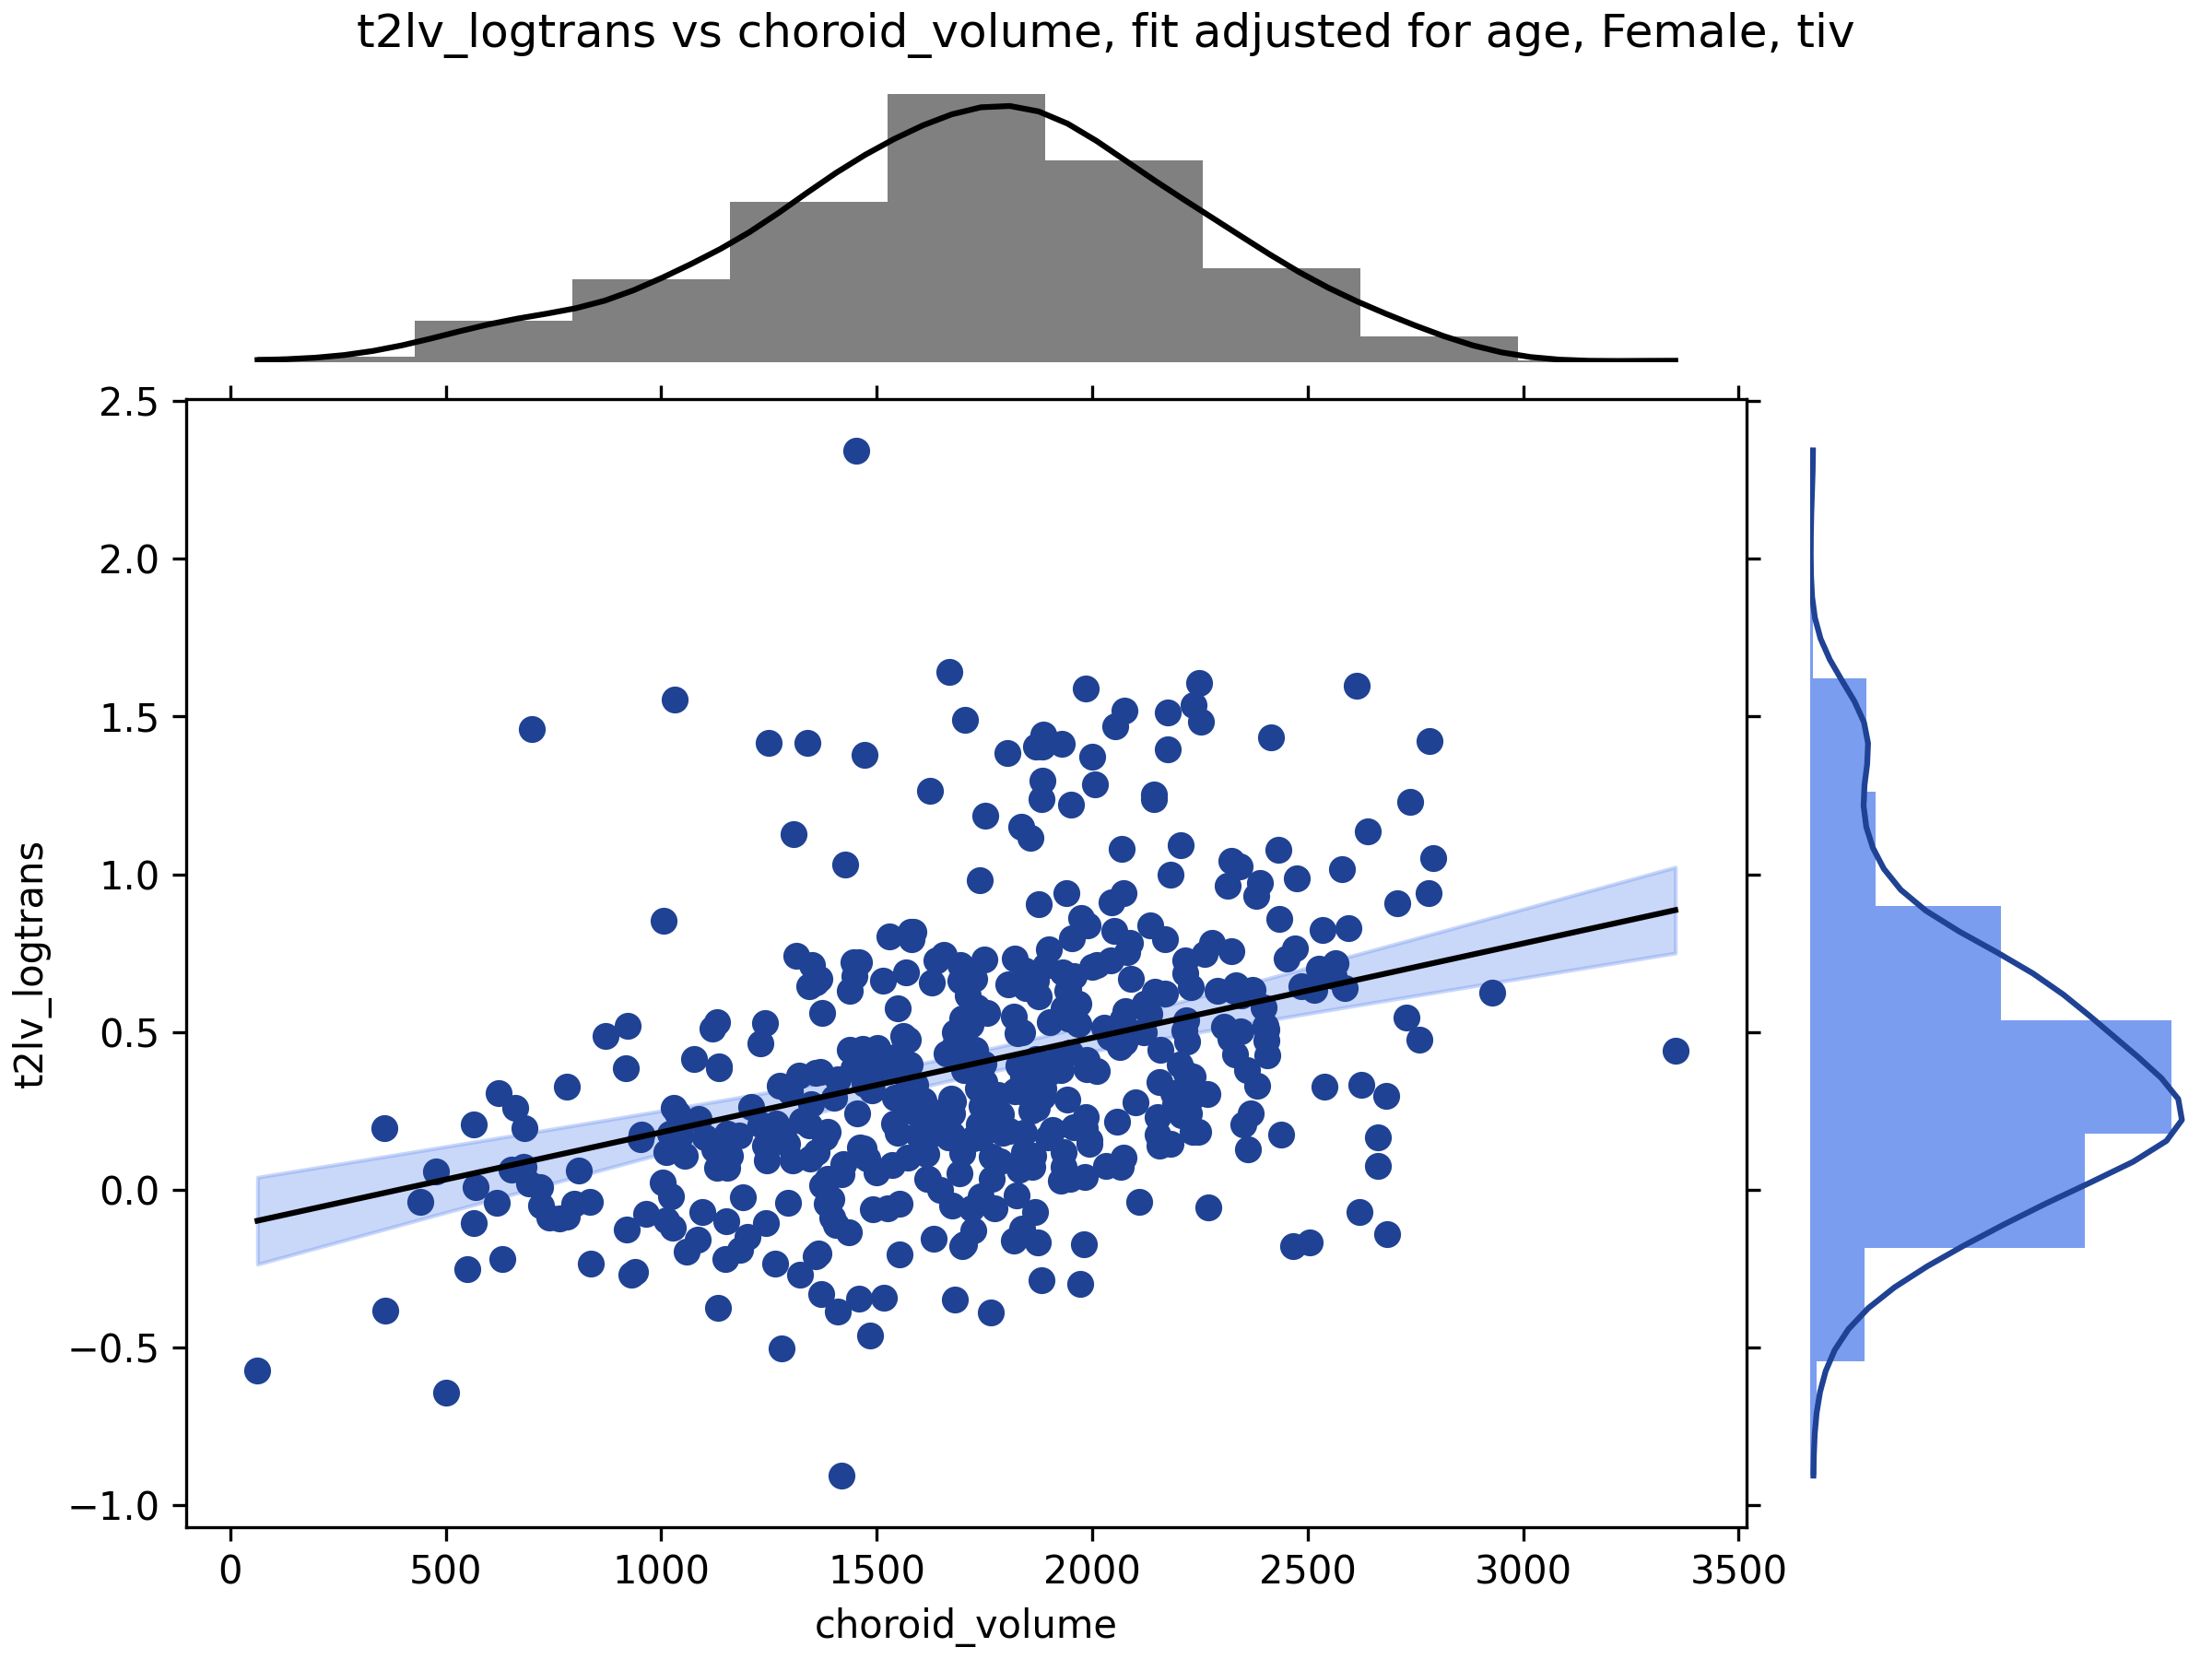 t2lv_logtrans vs choroid_volume, fit adjusted for age, Female, tiv
2.5
2.0
1.5
1.0
0.5
0.0
−0.5
−1.0
t2lv_logtrans
0 500 1000 1500 2000 2500 3000 3500
choroid_volume